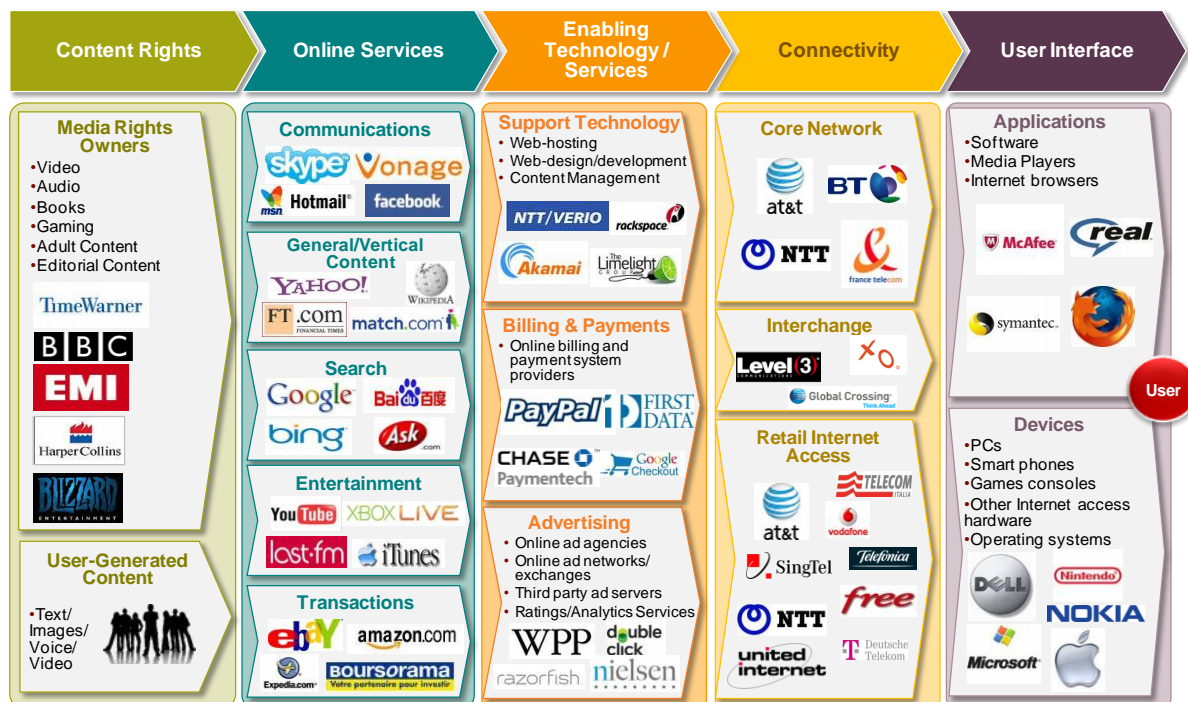 Content Rights
Online Services
Enabling
Technology /
Services
Connectivity
User Interface
Media Rights
Owners
•Video
•Audio
•Books
•Gaming
•Adult Content
•Editorial Content
TimeWarner
BBC
EMI
HarperCollins
BLIZZARD
ENTERTAINMENT
User-Generated
Content
•Text/
Images/
Voice/
Video
Communications
skype
Vonage
msn Hotmail
facebook
General/Vertical
Content
YAHOO!
WIKIPEDIA
FT.com
FINANCIAL TIMES
match.com
Search
Google
Baidu百度
bing
Ask
.com
Entertainment
YouTube
XBOX LIVE
last.fm
iTunes
Transactions
ebay
amazon.com
Expedia.com
BOURSORAMA
Votre partenaire pour investir
Support Technology
• Web-hosting
• Web-design/development
• Content Management
NTT/VERIO
rackspace
Akamai
The
Limelight
GROUP
Billing & Payments
• Online billing and
payment system
providers
PayPal
FIRST
DATA
CHASE
Paymentech
Google
Checkout
Advertising
• Online ad agencies
• Online ad networks/
exchanges
• Third party ad servers
• Ratings/Analytics Services
WPP
double
click
razorfish.
nielsen
Core Network
at&t
BT
NTT
france telecom
Interchange
Level(3)
COMMUNICATIONS
XO.
Global Crossing
Think Ahead
Retail Internet
Access
at&t
TELECOM
ITALIA
vodafone
SingTel
Telefónica
NTT
free
united
internet
T Deutsche
Telekom
Applications
•Software
•Media Players
•Internet browsers
McAfee
real
symantec.
User
Devices
•PCs
•Smart phones
•Games consoles
•Other Internet access
hardware
•Operating systems
DELL
Nintendo
NOKIA
Microsoft